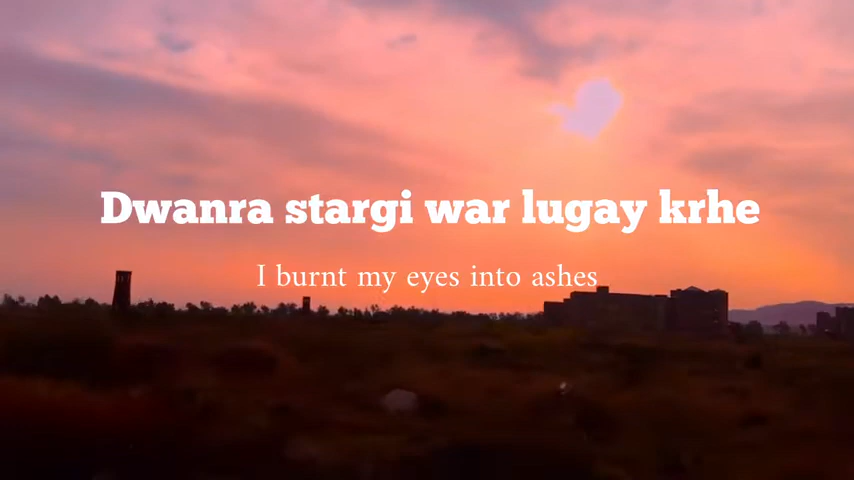 Dwanra stargi war lugay krhe
I burnt my eyes into ashes